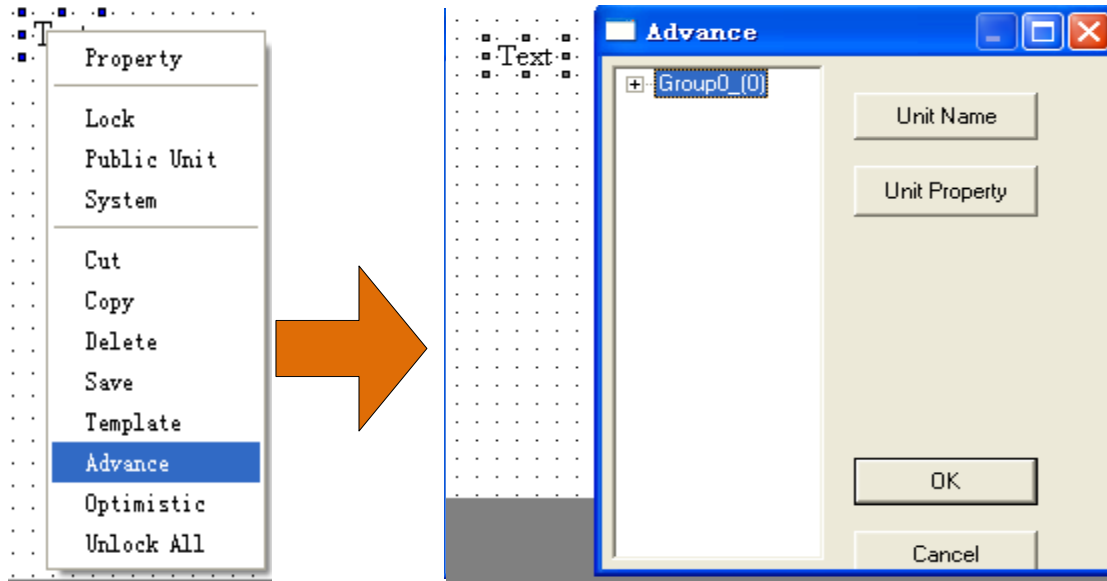 Property
Lock
Public Unit
System
Cut
Copy
Delete
Save
Template
Advance
Optimistic
Unlock All
Text
Advance
Group0_(0)
Unit Name
Unit Property
OK
Cancel